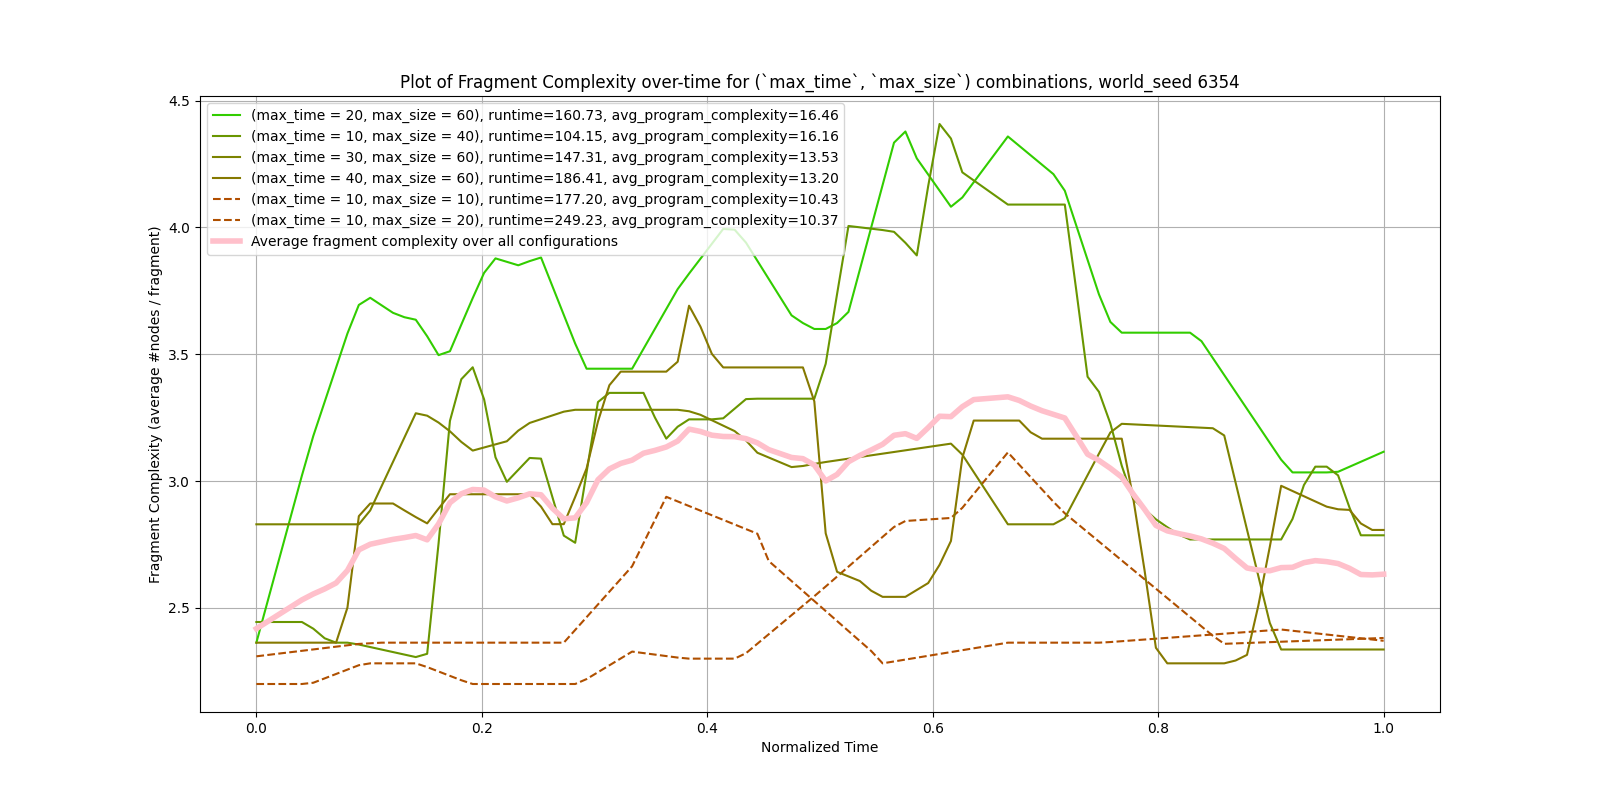 Plot of Fragment Complexity over-time for (`max_time`, `max_size`) combinations, world_seed 6354
4.5
4.0
3.5
3.0
2.5
Fragment Complexity (average #nodes / fragment)
(max_time = 20, max_size = 60), runtime=160.73, avg_program_complexity=16.46
(max_time = 10, max_size = 40), runtime=104.15, avg_program_complexity=16.16
(max_time = 30, max_size = 60), runtime=147.31, avg_program_complexity=13.53
(max_time = 40, max_size = 60), runtime=186.41, avg_program_complexity=13.20
(max_time = 10, max_size = 10), runtime=177.20, avg_program_complexity=10.43
(max_time = 10, max_size = 20), runtime=249.23, avg_program_complexity=10.37
Average fragment complexity over all configurations
0.0 0.2 0.4 0.6 0.8 1.0
Normalized Time